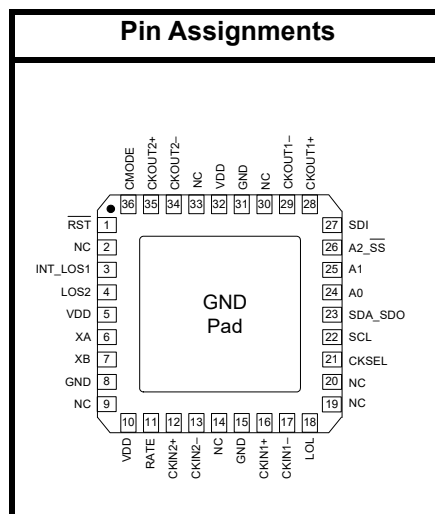 Pin Assignments
CMODE
CKOUT2+
CKOUT2–
NC
VDD
GND
NC
CKOUT1–
CKOUT1+
36 35 34 33 32 31 30 29 28
RST 1
NC 2
INT_LOS1 3
LOS2 4
VDD 5
XA 6
XB 7
GND 8
NC 9
GND
Pad
27 SDI
26 A2_SS
25 A1
24 A0
23 SDA_SDO
22 SCL
21 CKSEL
20 NC
19 NC
10 11 12 13 14 15 16 17 18
VDD
RATE
CKIN2+
CKIN2–
NC
GND
CKIN1+
CKIN1–
LOL